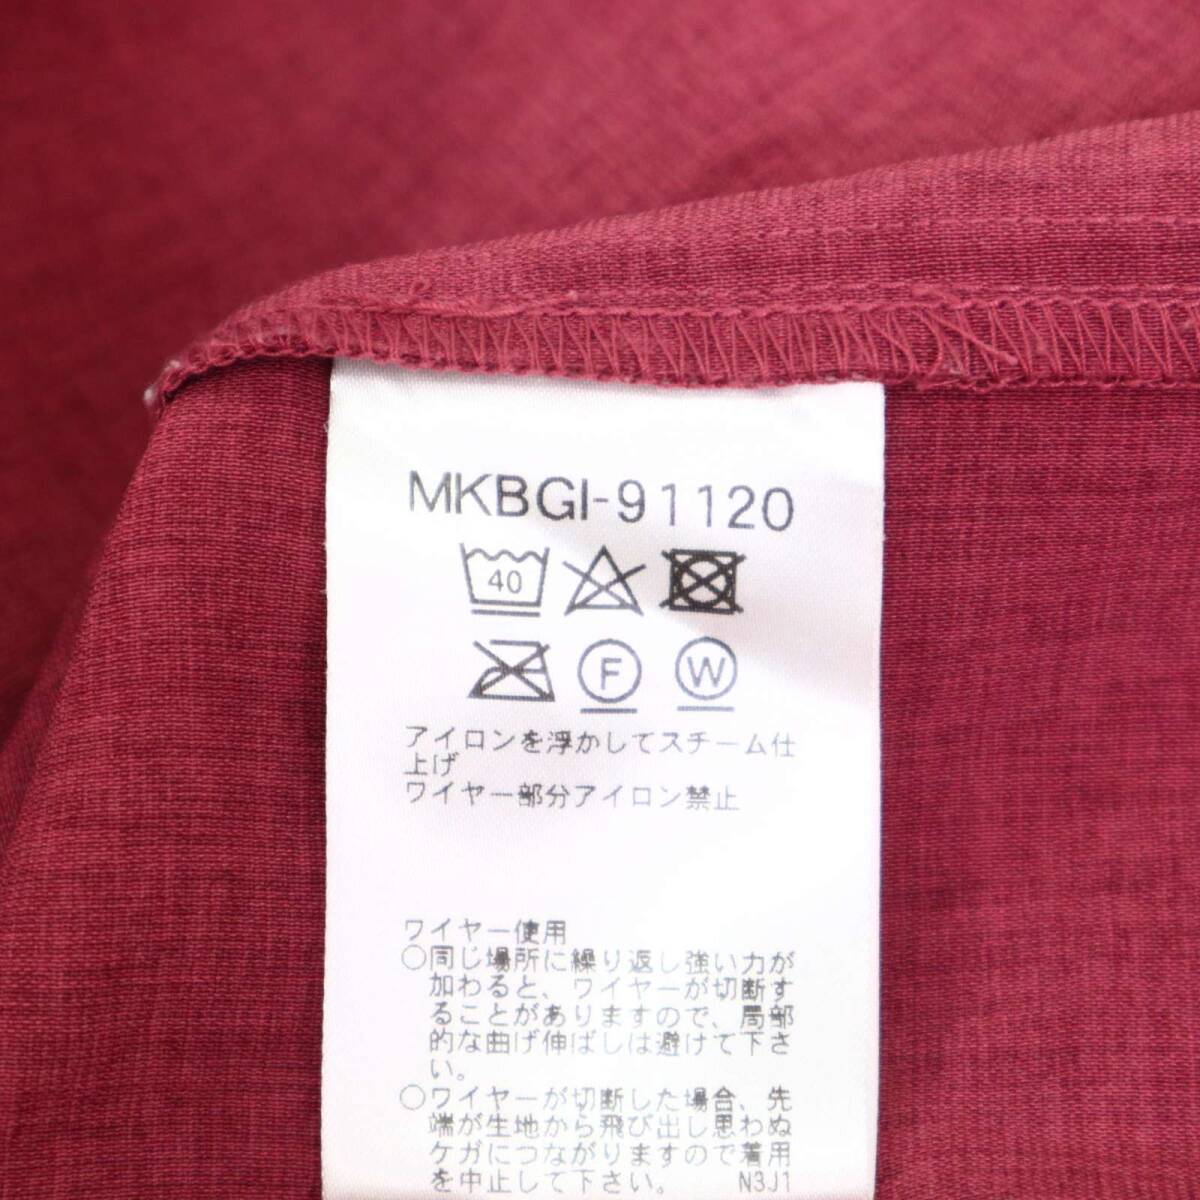 MKBGI-91120
40
F W
アイロンを浮かしてスチーム仕
上げ
ワイヤー部分アイロン禁止
ワイヤー使用
○同じ場所に繰り返し強い力が
加わると、ワイヤーが切断す
ることがありますので、局部
的な曲げ伸ばしは避けて下さ
い。
○ワイヤーが切断した場合、先
端が生地から飛び出し思わぬ
ケガにつながりますので着用
を中止して下さい。 N3J1